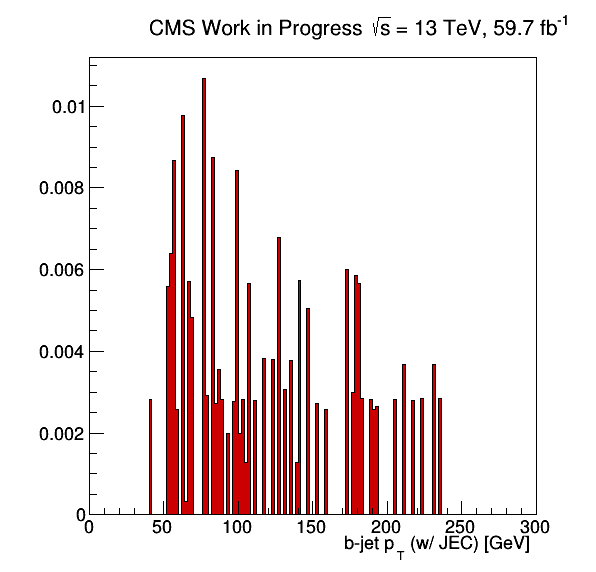 CMS Work in Progress √s = 13 TeV, 59.7 fb⁻¹
0.01
0.008
0.006
0.004
0.002
0
0 50 100 150 200 250 300
b-jet p_T (w/ JEC) [GeV]